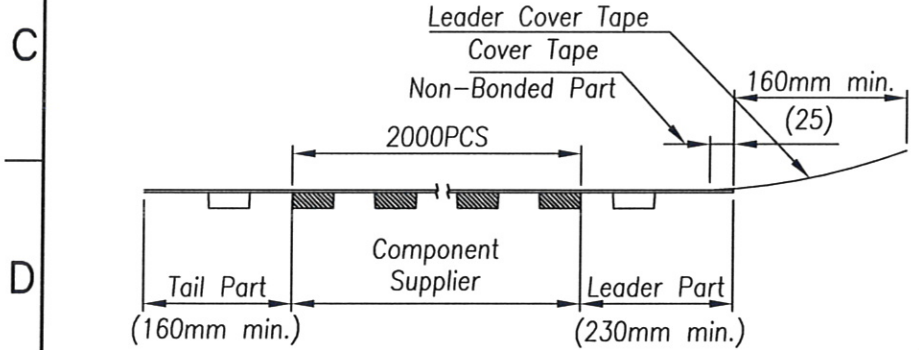 C
Leader Cover Tape
Cover Tape
Non-Bonded Part
160mm min.
(25)
2000PCS
D
Component
Supplier
Tail Part
Leader Part
(160mm min.)
(230mm min.)